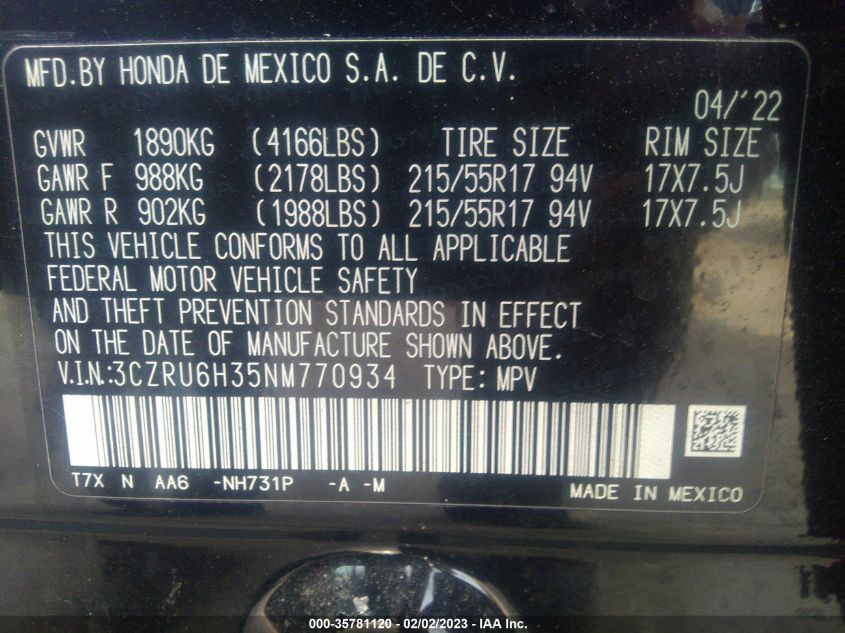 MFD.BY HONDA DE MEXICO S.A. DE C.V.
04/'22
GVWR 1890KG (4166LBS) TIRE SIZE RIM SIZE
GAWR F 988KG (2178LBS) 215/55R17 94V 17X7.5J
GAWR R 902KG (1988LBS) 215/55R17 94V 17X7.5J
THIS VEHICLE CONFORMS TO ALL APPLICABLE
FEDERAL MOTOR VEHICLE SAFETY
AND THEFT PREVENTION STANDARDS IN EFFECT
ON THE DATE OF MANUFACTURE SHOWN ABOVE.
V.I.N.:3CZRU6H35NM770934 TYPE: MPV
T7X N AA6 -NH731P -A -M
MADE IN MEXICO
000-35781120 - 02/02/2023 - IAA Inc.